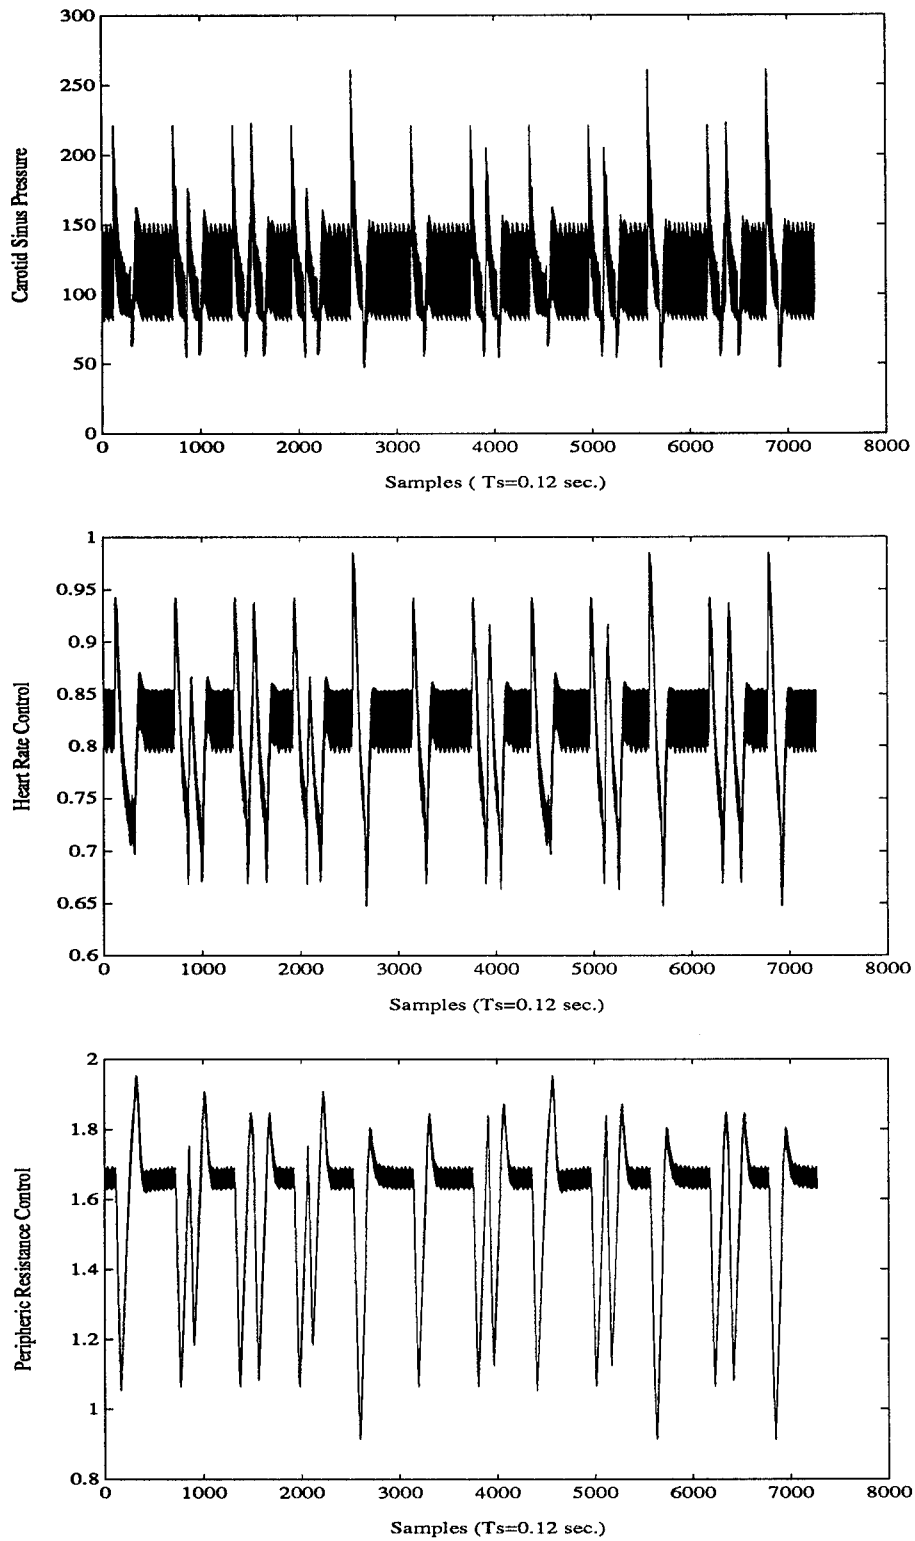 300
250
200
150
100
50
0
Carotid Sinus Pressure
0 1000 2000 3000 4000 5000 6000 7000 8000
Samples ( Ts=0.12 sec.)
1
0.95
0.9
0.85
0.8
0.75
0.7
0.65
0.6
Heart Rate Control
0 1000 2000 3000 4000 5000 6000 7000 8000
Samples (Ts=0.12 sec.)
2
1.8
1.6
1.4
1.2
1
0.8
Peripheric Resistance Control
0 1000 2000 3000 4000 5000 6000 7000 8000
Samples (Ts=0.12 sec.)